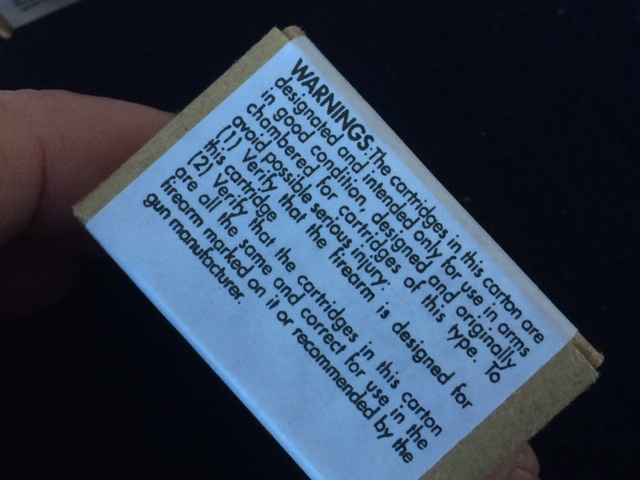 WARNINGS: The cartridges in this carton are
designated and intended only for use in arms
in good condition, designed and originally
chambered for cartridges of this type. To
avoid possible serious injury:
(1) Verify that the firearm is designed for
this cartridge
(2) Verify that the cartridges in this carton
are all the same and correct for use in the
firearm marked on it or recommended by the
gun manufacturer.